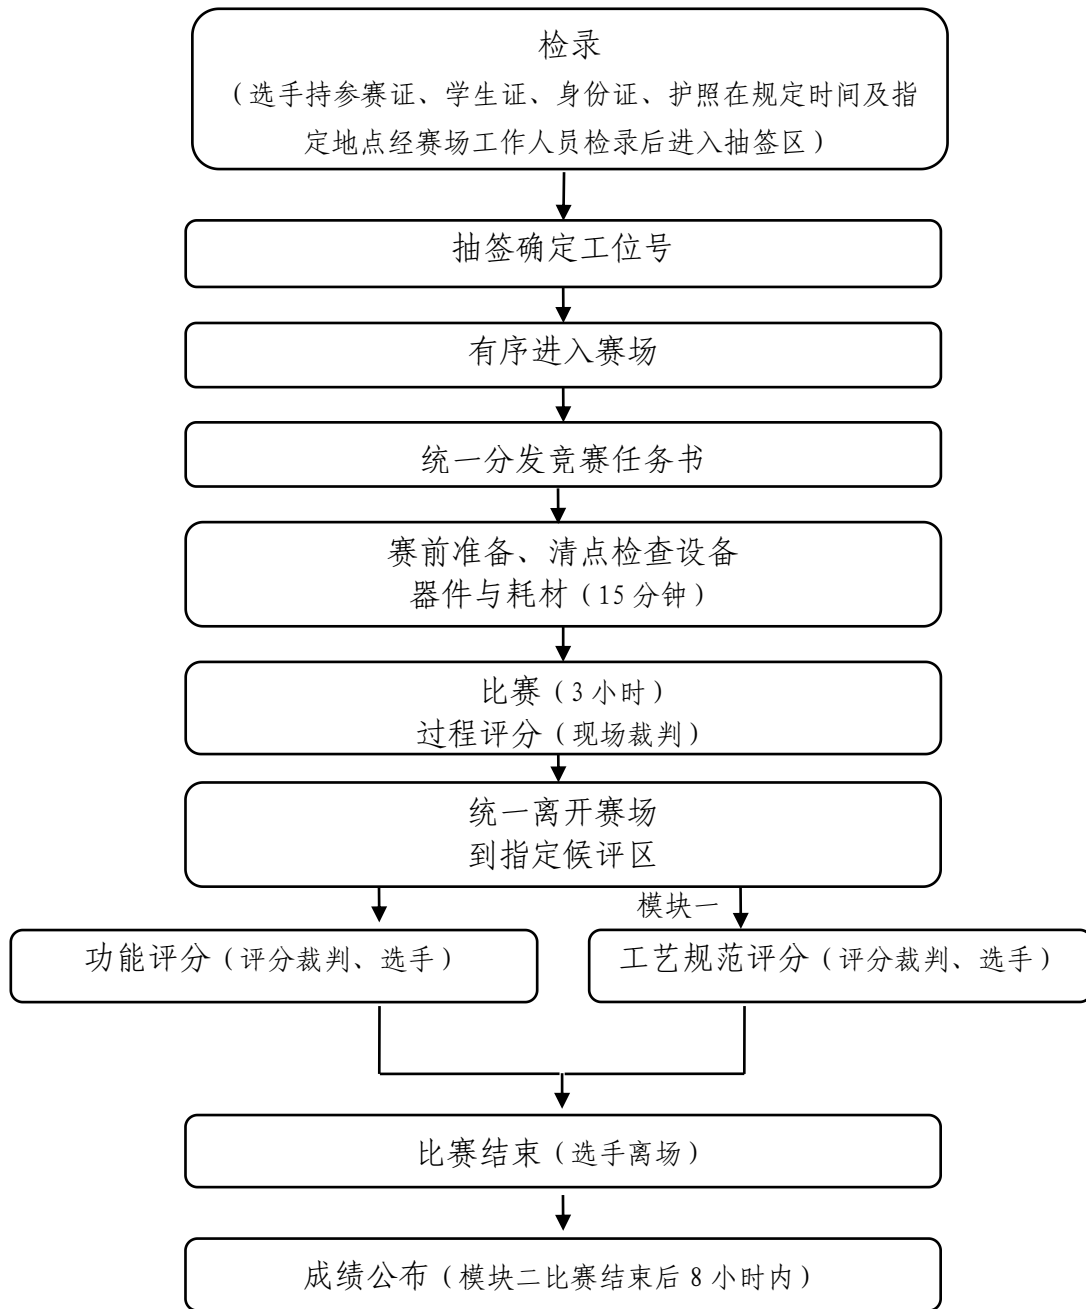 检录
（选手持参赛证、学生证、身份证、护照在规定时间及指
定地点经赛场工作人员检录后进入抽签区）
抽签确定工位号
有序进入赛场
统一分发竞赛任务书
赛前准备、清点检查设备
器件与耗材（15 分钟）
比赛（3 小时）
过程评分（现场裁判）
统一离开赛场
到指定候评区
模块一
功能评分（评分裁判、选手）
工艺规范评分（评分裁判、选手）
比赛结束（选手离场）
成绩公布（模块二比赛结束后 8 小时内）